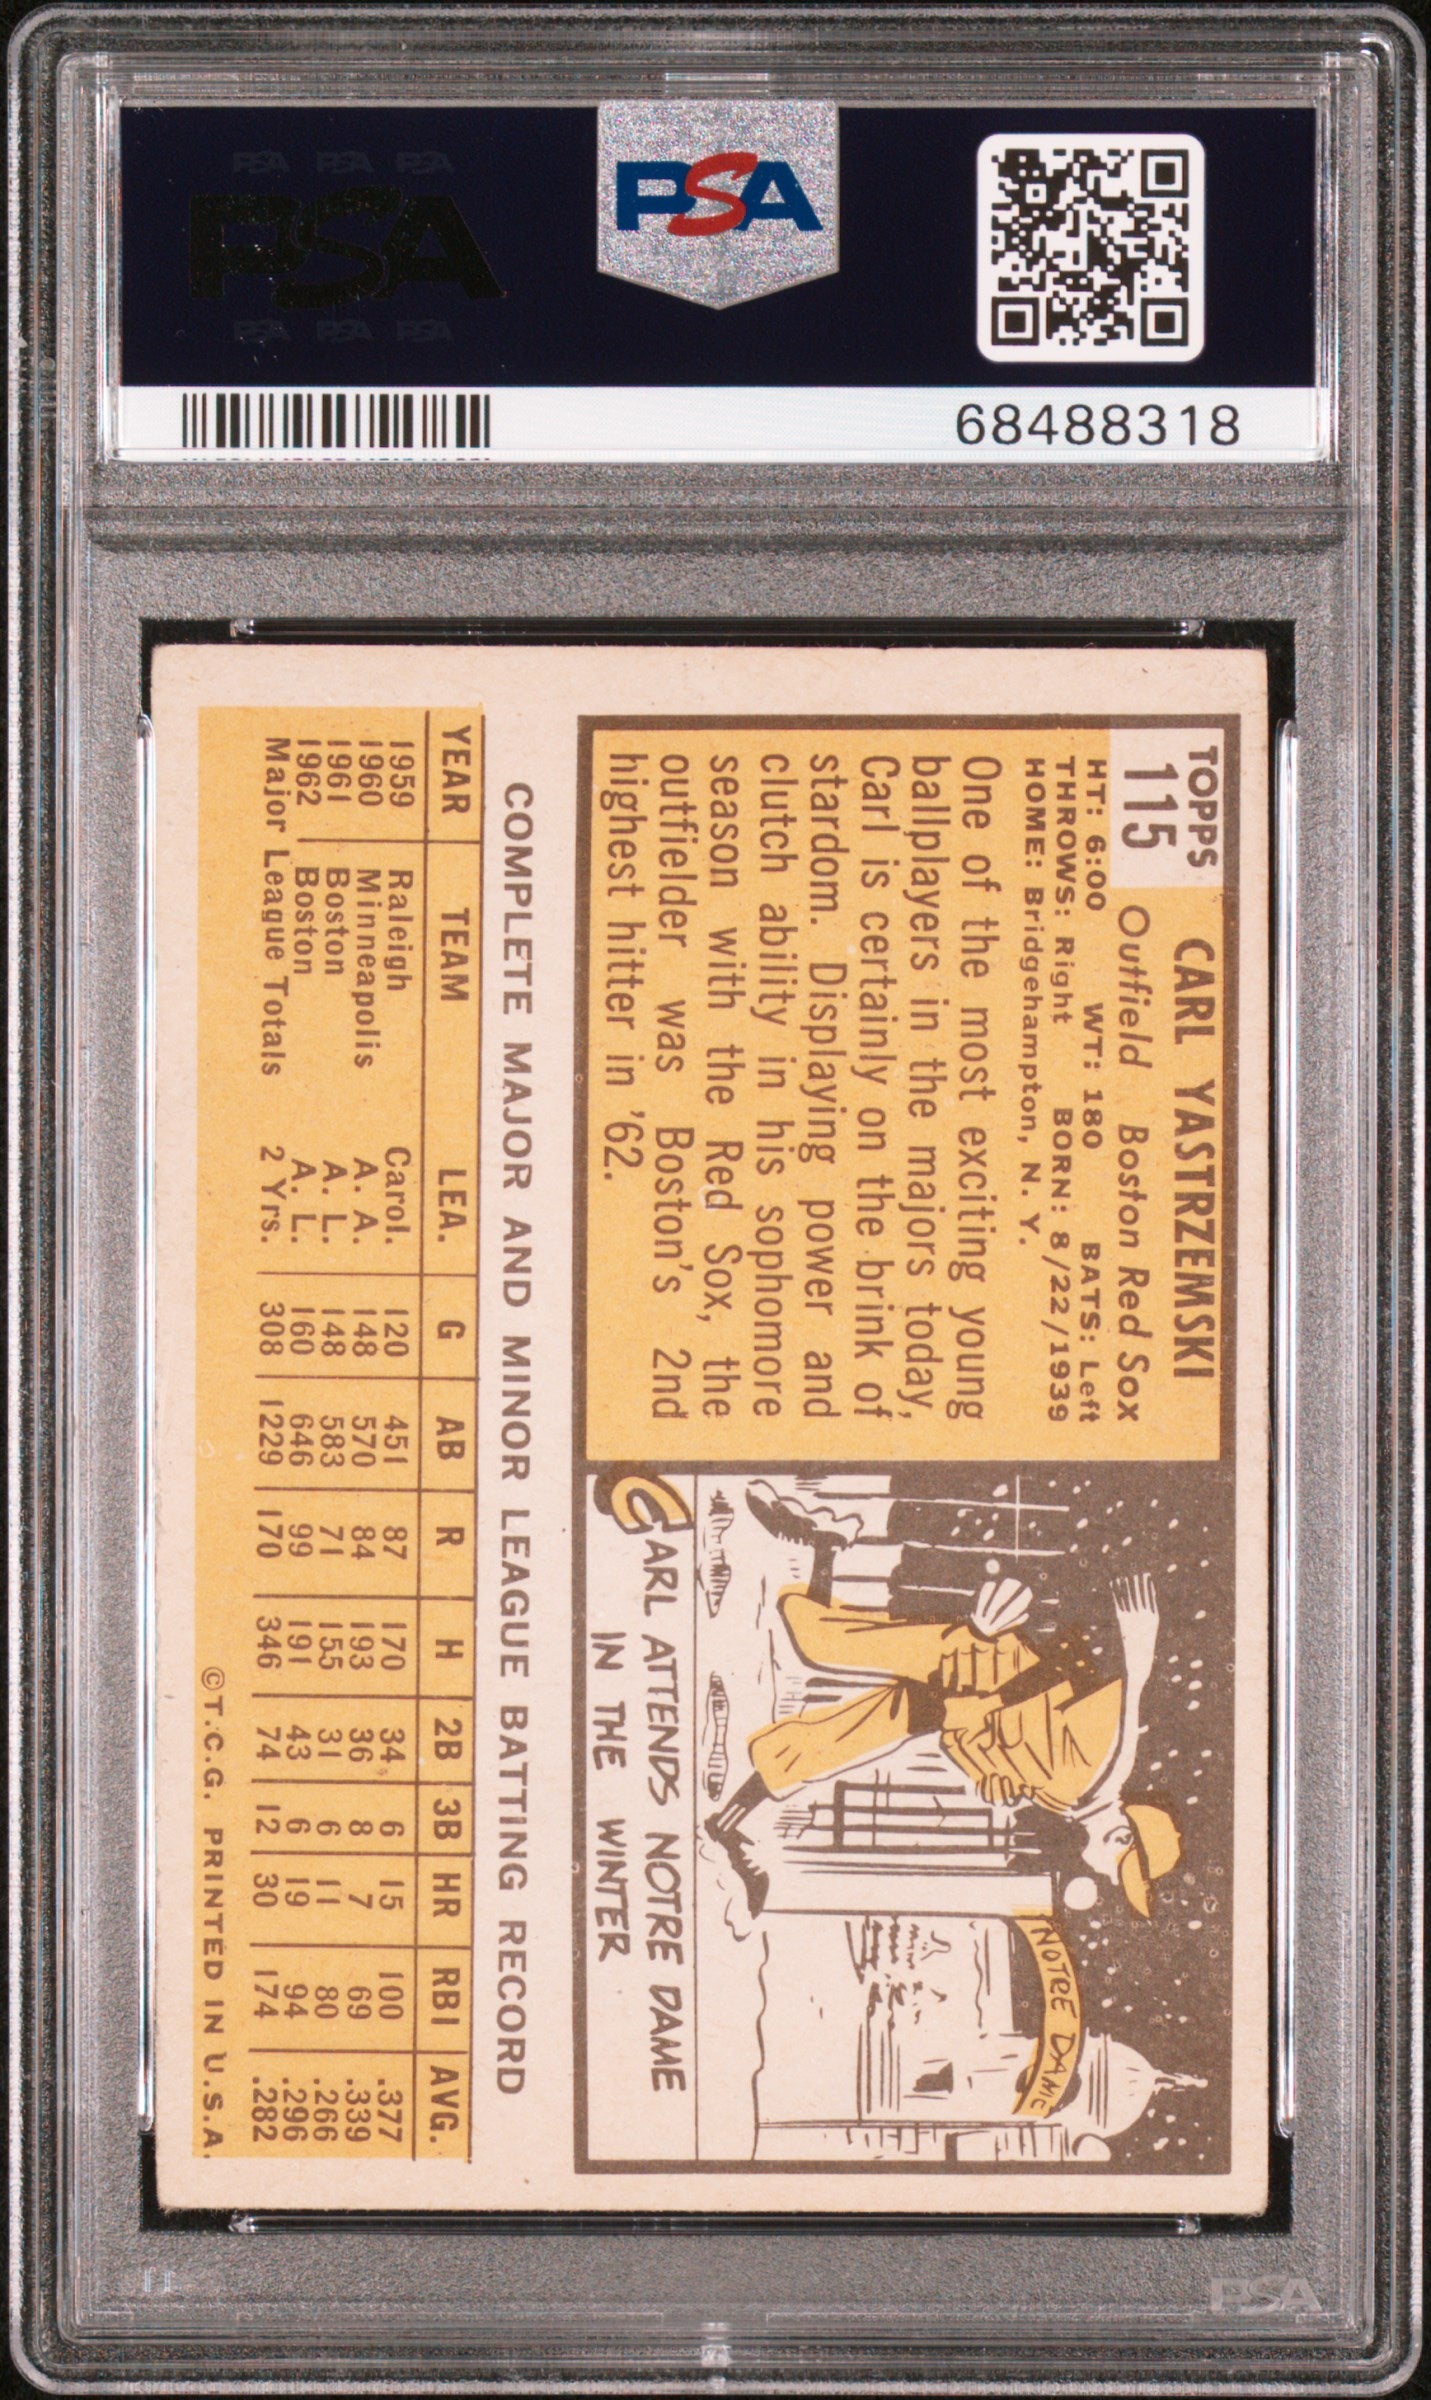 PSA PSA PSA
PSA
PSA PSA PSA
PSA
68488318
TOPPS
115
CARL YASTRZEMSKI
Outfield Boston Red Sox
HT: 6:00 WT: 180 BATS: Left
THROWS: Right BORN: 8/22/1939
HOME: Bridgehampton, N. Y.
One of the most exciting young
ballplayers in the majors today,
Carl is certainly on the brink of
stardom. Displaying power and
clutch ability in his sophomore
season with the Red Sox, the
outfielder was Boston's 2nd
highest hitter in '62.
NOTRE DAME
CARL ATTENDS NOTRE DAME
IN THE WINTER
COMPLETE MAJOR AND MINOR LEAGUE BATTING RECORD
YEAR TEAM LEA. G AB R H 2B 3B HR RBI AVG.
1959 Raleigh Carol. 120 451 87 170 34 6 15 100 .377
1960 Minneapolis A. A. 148 570 84 193 36 8 7 69 .339
1961 Boston A. L. 148 583 71 155 31 6 11 80 .266
1962 Boston A. L. 160 646 99 191 43 6 19 94 .296
Major League Totals 2 Yrs. 308 1229 170 346 74 12 30 174 .282
©T.C.G. PRINTED IN U.S.A.
PSA